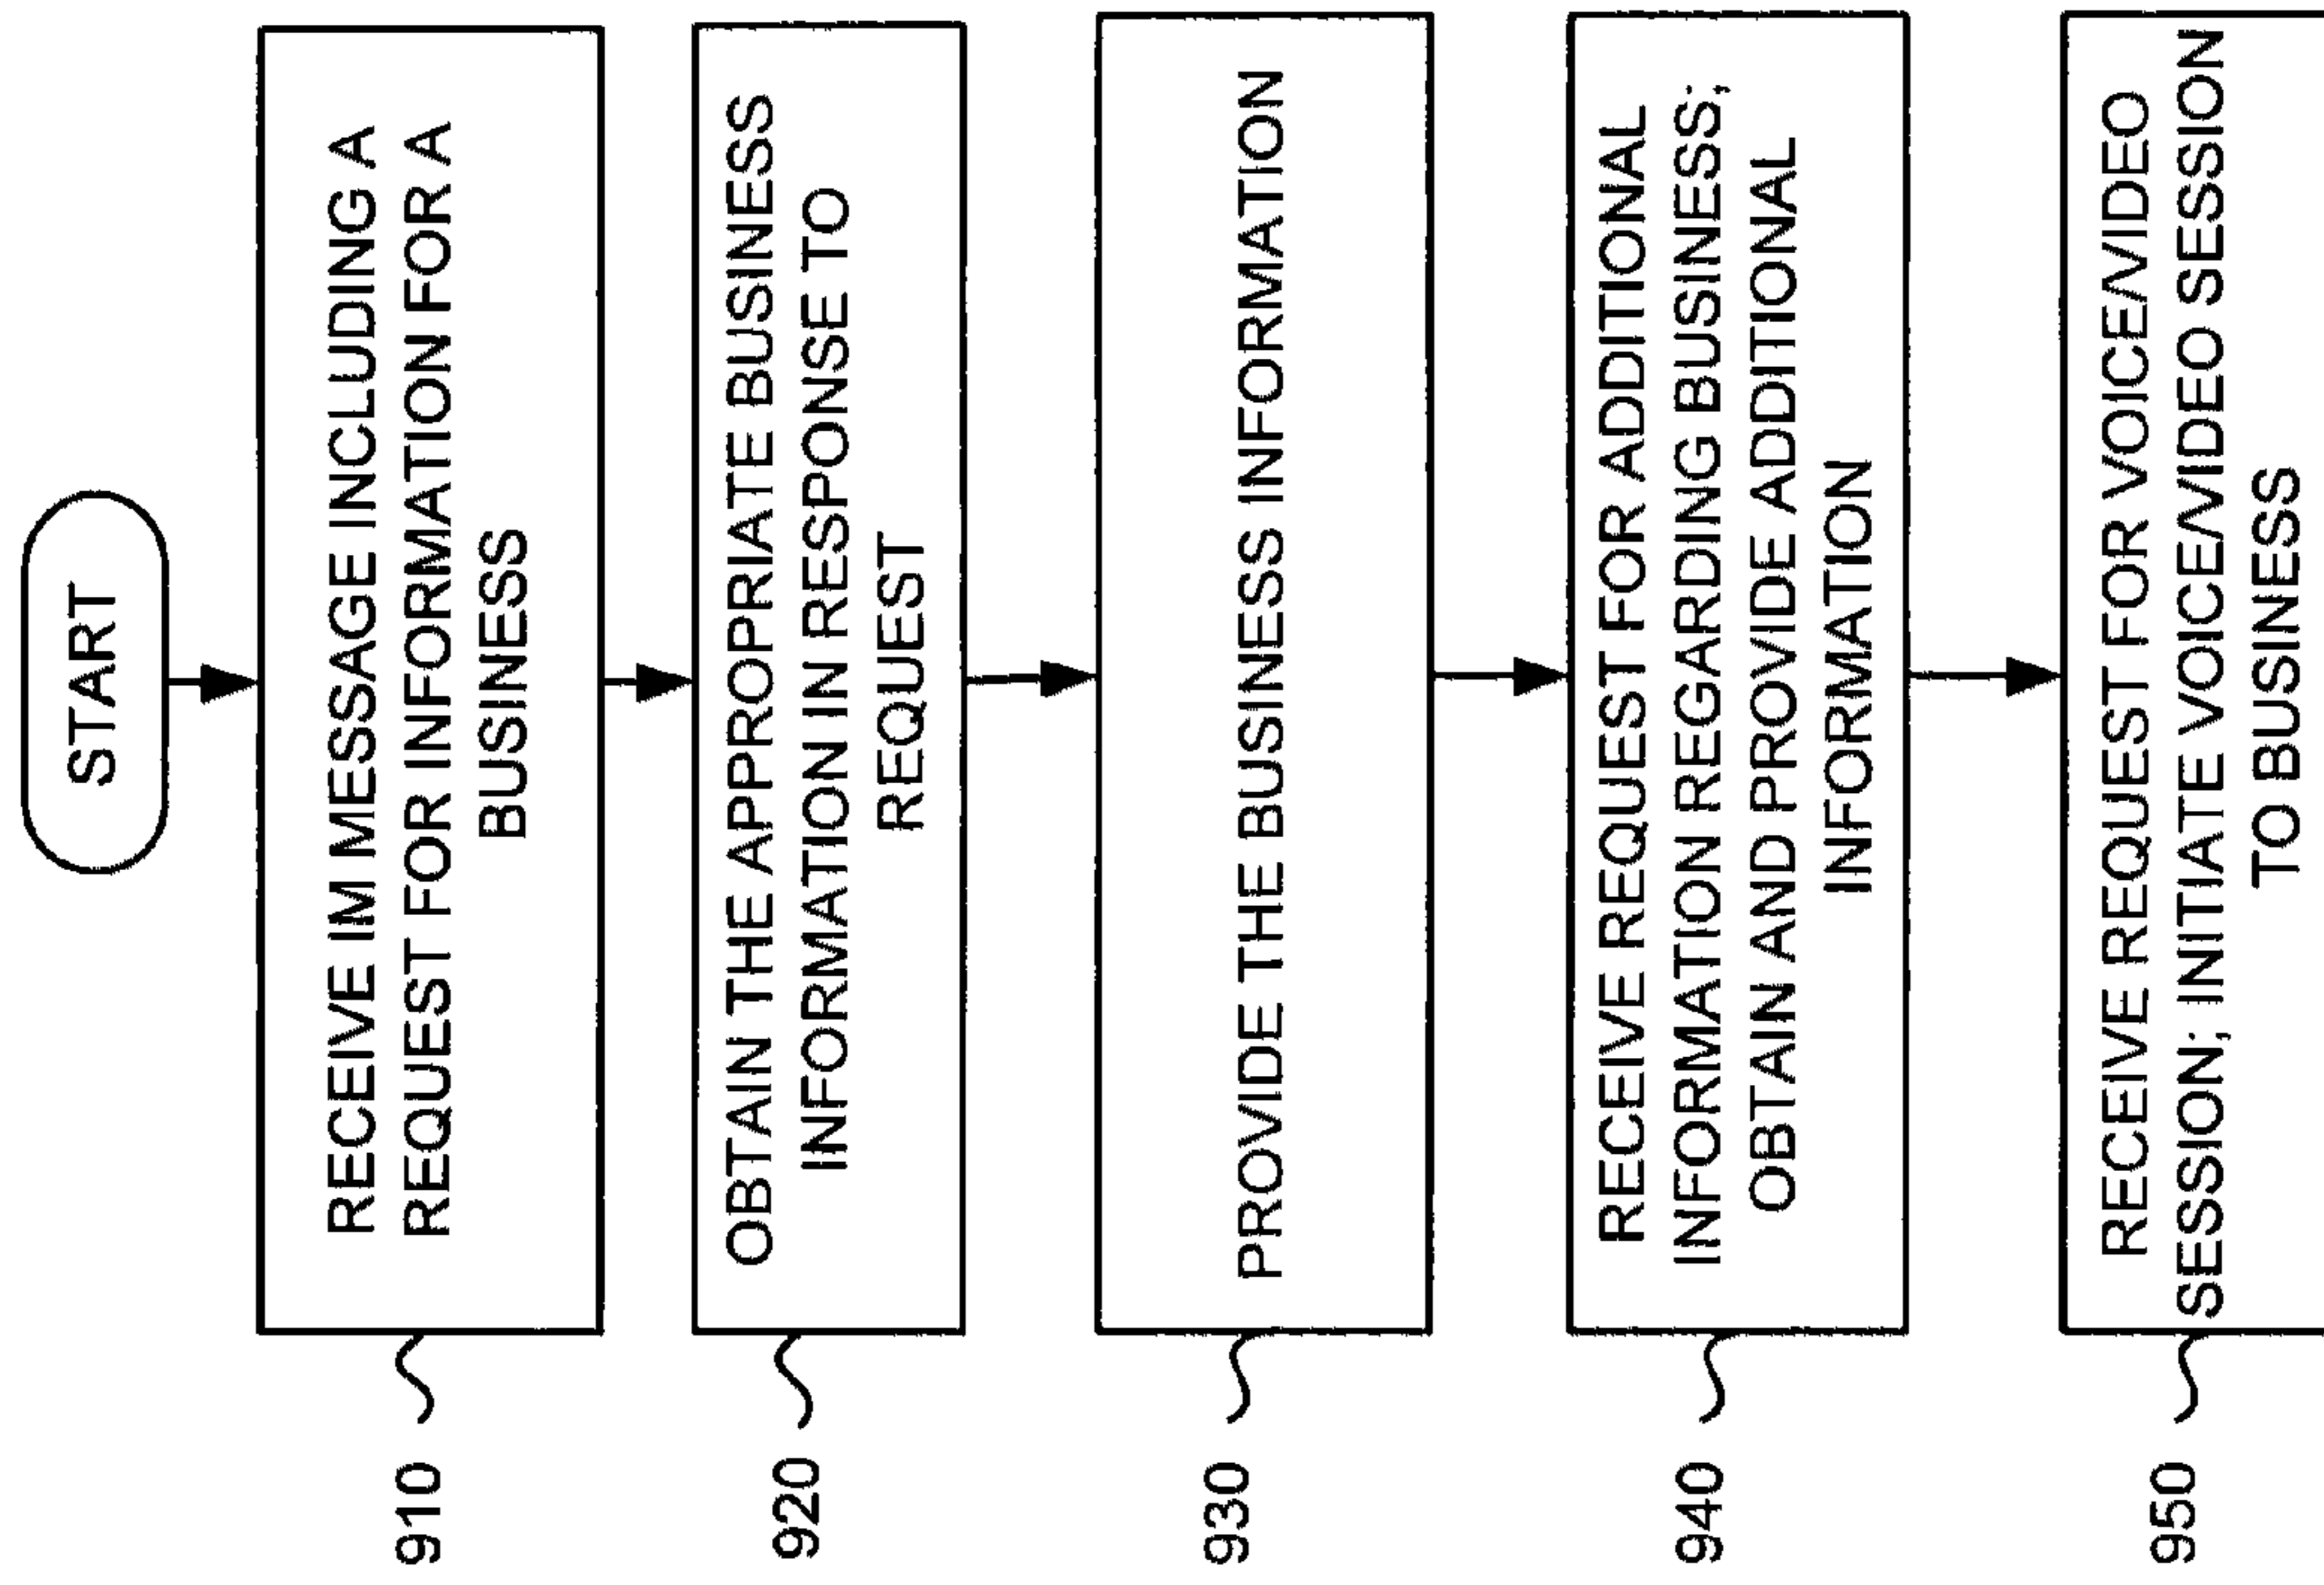 START
910
RECEIVE IM MESSAGE INCLUDING A
REQUEST FOR INFORMATION FOR A
BUSINESS
920
OBTAIN THE APPROPRIATE BUSINESS
INFORMATION IN RESPONSE TO
REQUEST
930
PROVIDE THE BUSINESS INFORMATION
940
RECEIVE REQUEST FOR ADDITIONAL
INFORMATION REGARDING BUSINESS;
OBTAIN AND PROVIDE ADDITIONAL
INFORMATION
950
RECEIVE REQUEST FOR VOICE/VIDEO
SESSION; INITIATE VOICE/VIDEO SESSION
TO BUSINESS